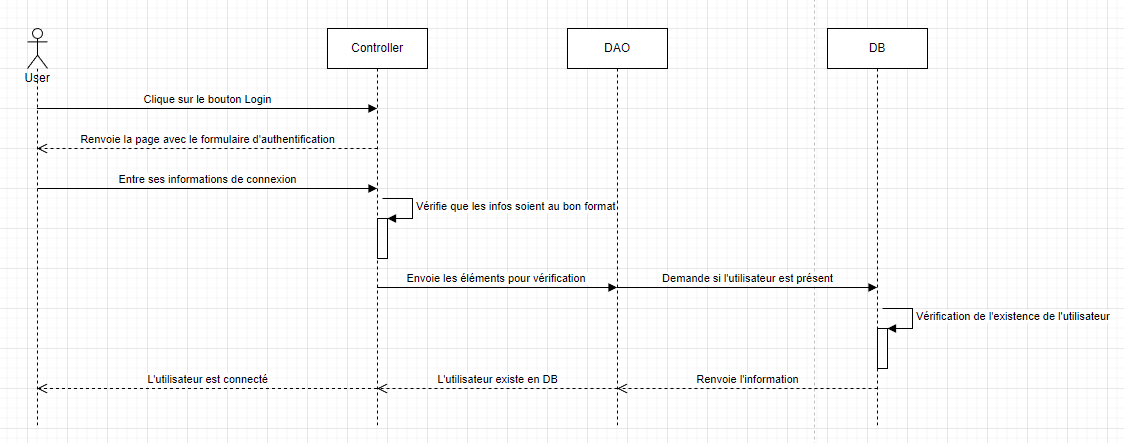 User
Controller
DAO
DB
Clique sur le bouton Login
Renvoie la page avec le formulaire d'authentification
Entre ses informations de connexion
Vérifie que les infos soient au bon format
Envoie les éléments pour vérification
Demande si l'utilisateur est présent
Vérification de l'existence de l'utilisateur
L'utilisateur est connecté
L'utilisateur existe en DB
Renvoie l'information